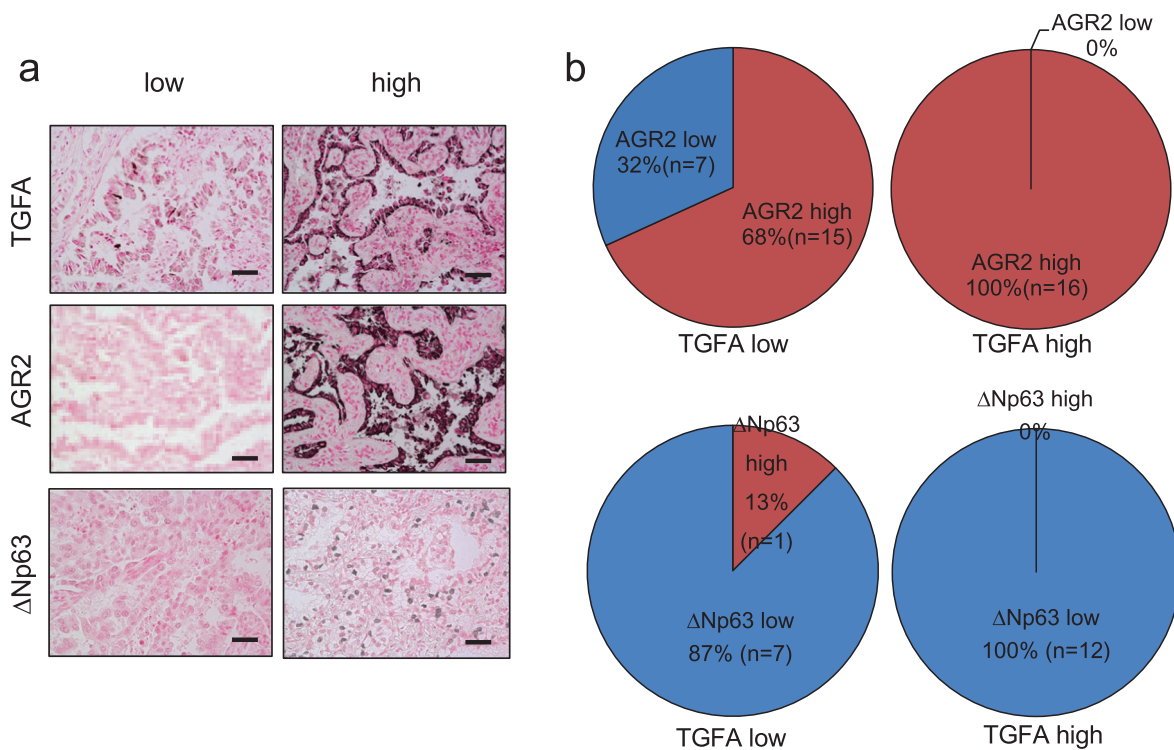 a
low
high
TGFA
AGR2
ΔNp63
b
AGR2 low
32%(n=7)
AGR2 high
68%(n=15)
TGFA low
AGR2 low
0%
AGR2 high
100%(n=16)
TGFA high
ΔNp63
high
13%
(n=1)
ΔNp63 low
87% (n=7)
TGFA low
ΔNp63 high
0%
ΔNp63 low
100% (n=12)
TGFA high